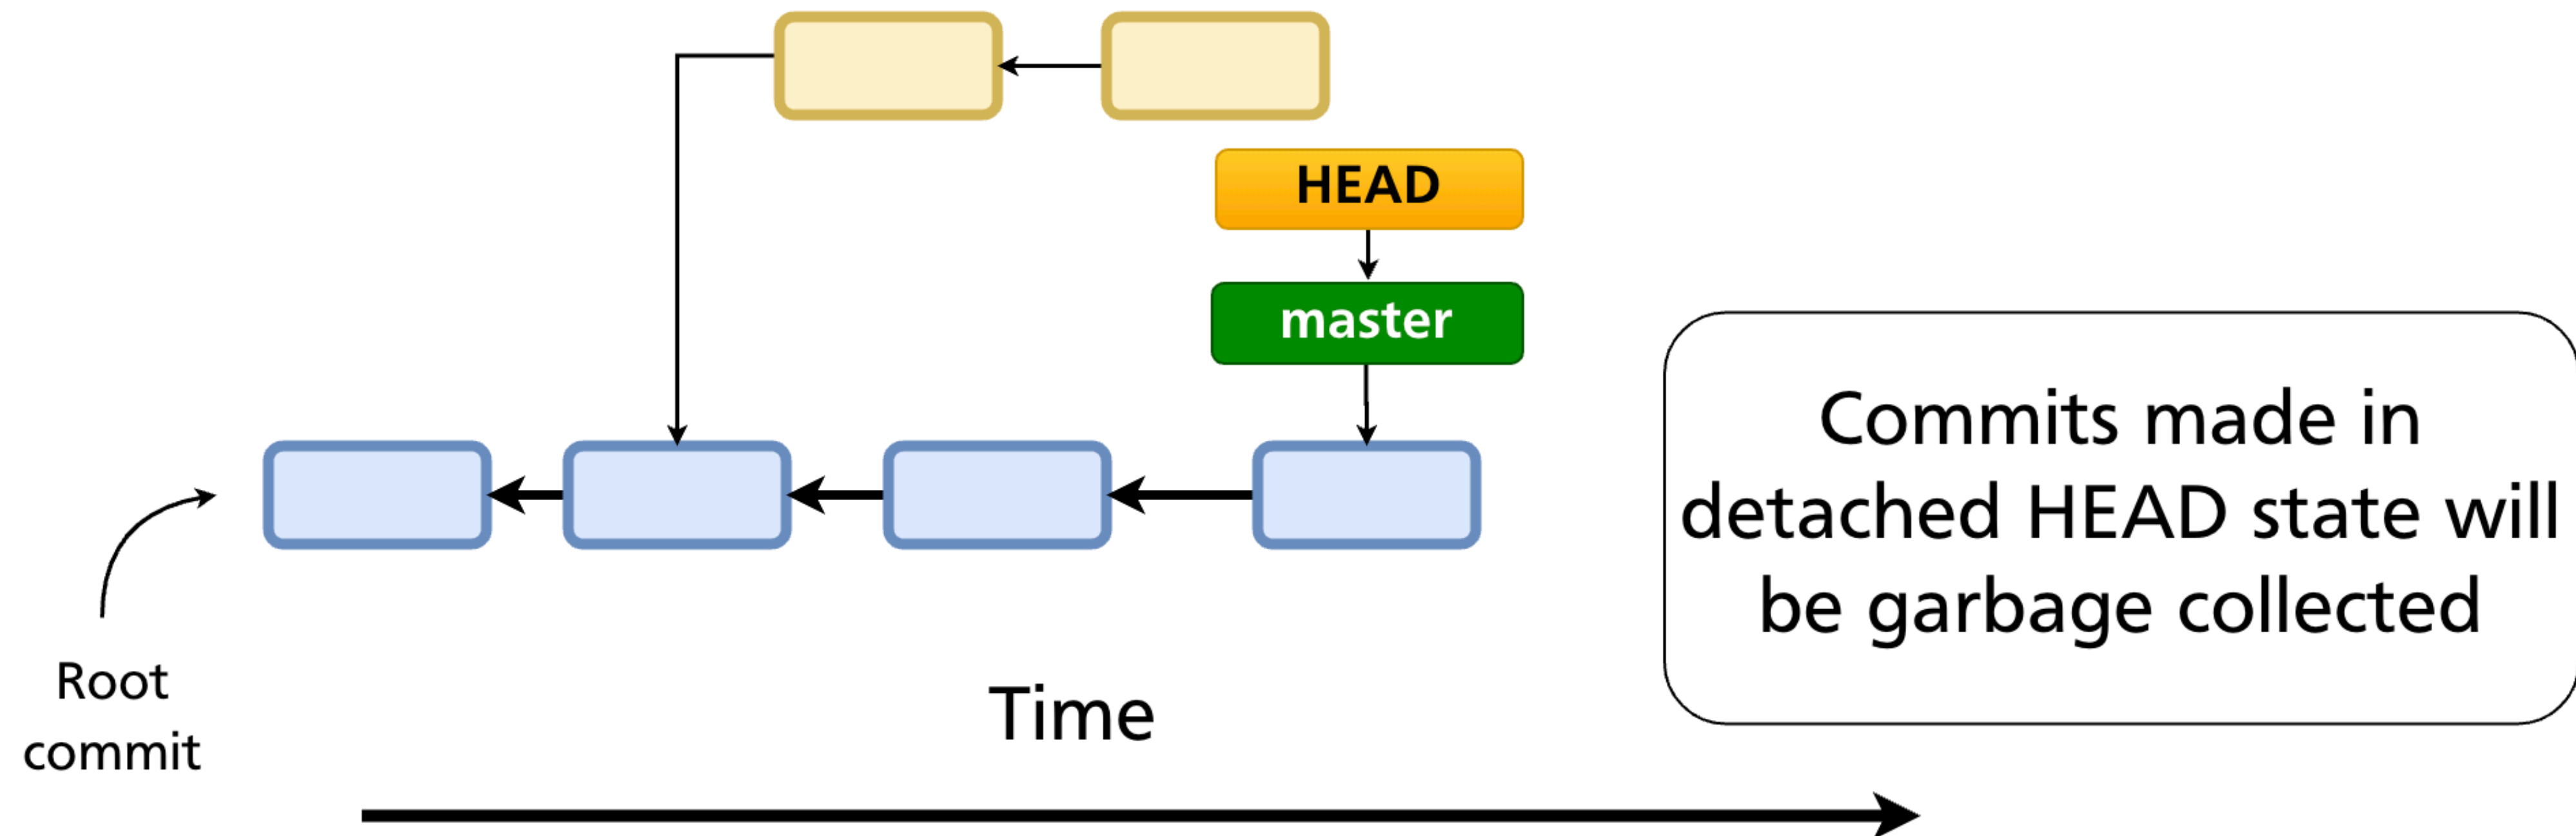 HEAD
master
Commits made in
detached HEAD state will
be garbage collected
Root
commit
Time